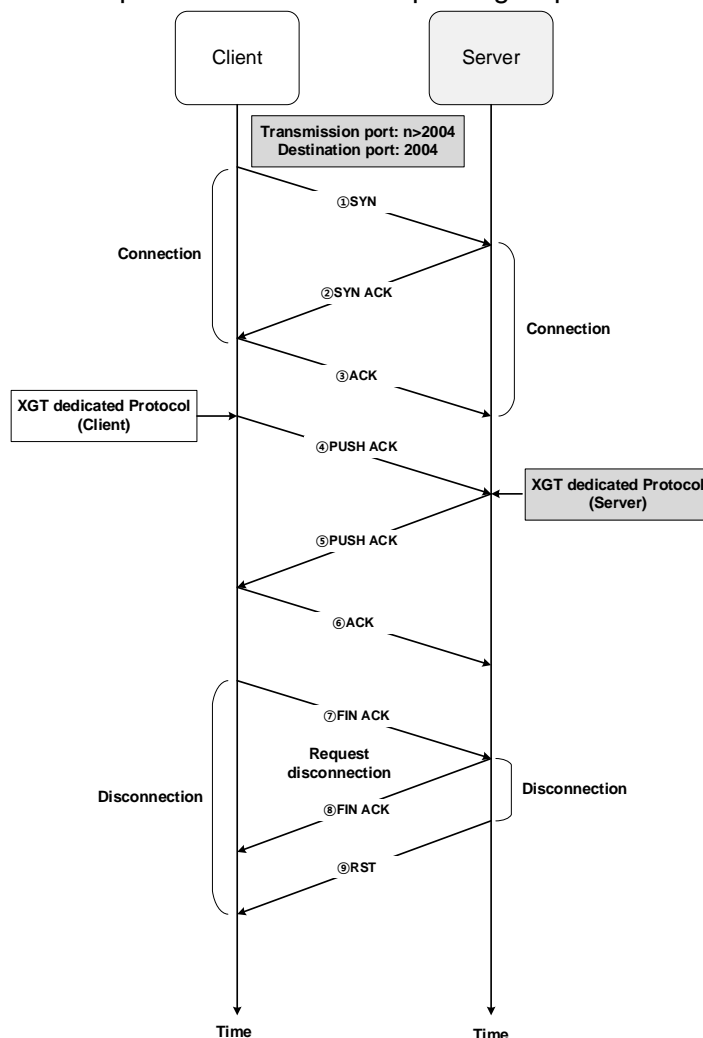 Client
Server
Transmission port: n>2004
Destination port: 2004
①SYN
Connection
②SYN ACK
Connection
③ACK
XGT dedicated Protocol
(Client)
④PUSH ACK
XGT dedicated Protocol
(Server)
⑤PUSH ACK
⑥ACK
⑦FIN ACK
Request
disconnection
Disconnection
Disconnection
⑧FIN ACK
⑨RST
Time
Time